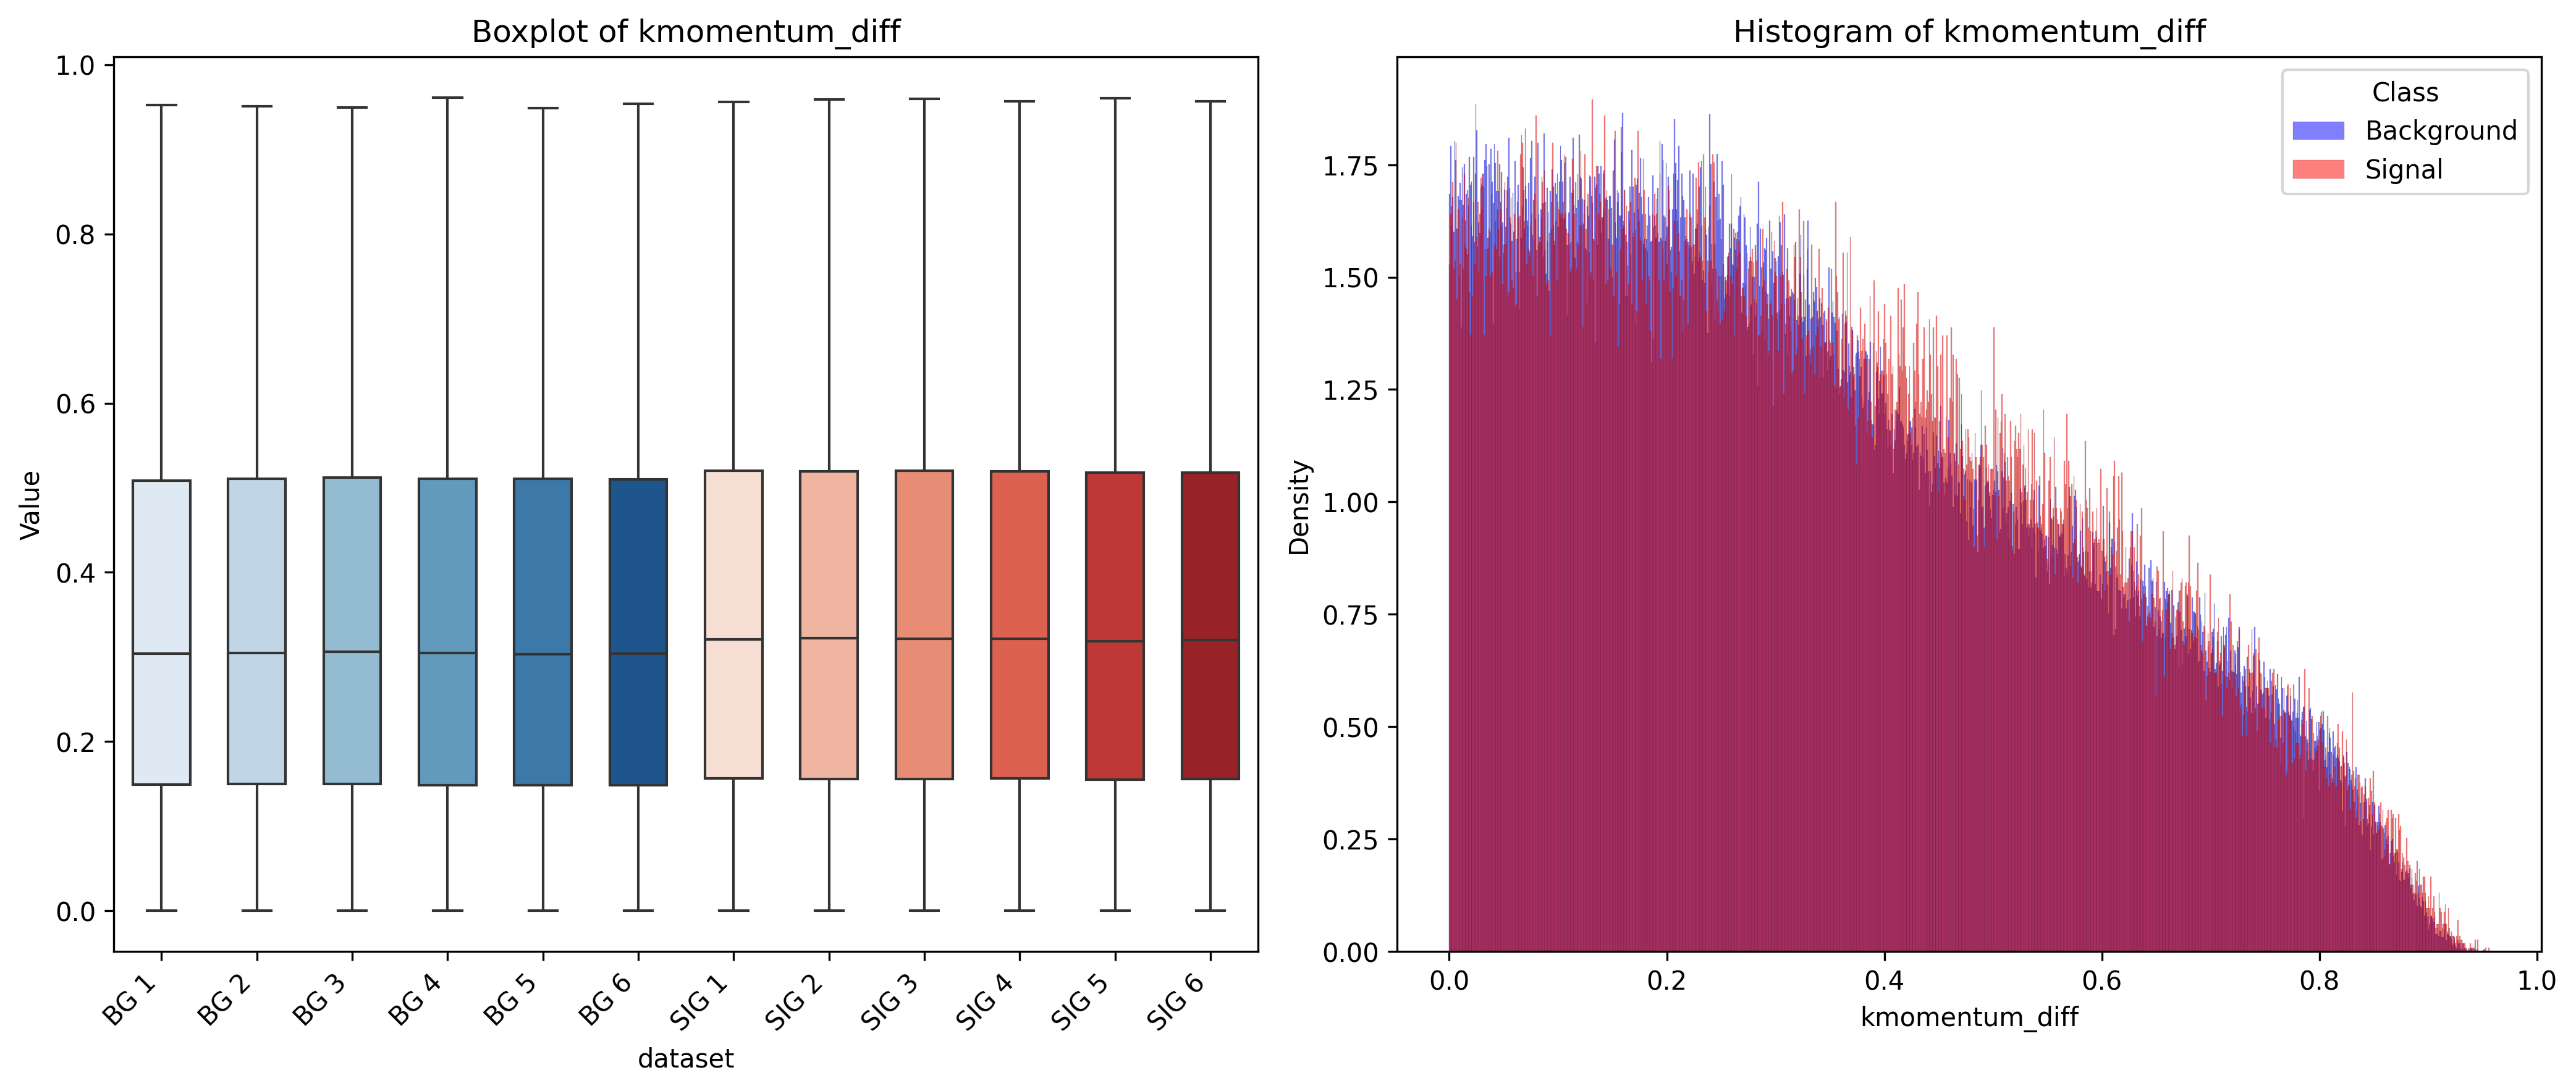 Boxplot of kmomentum_diff
1.0
0.8
0.6
0.4
0.2
0.0
Value
BG 1
BG 2
BG 3
BG 4
BG 5
BG 6
SIG 1
SIG 2
SIG 3
SIG 4
SIG 5
SIG 6
dataset
Histogram of kmomentum_diff
Class
Background
Signal
1.75
1.50
1.25
1.00
0.75
0.50
0.25
0.00
Density
0.0
0.2
0.4
0.6
0.8
1.0
kmomentum_diff